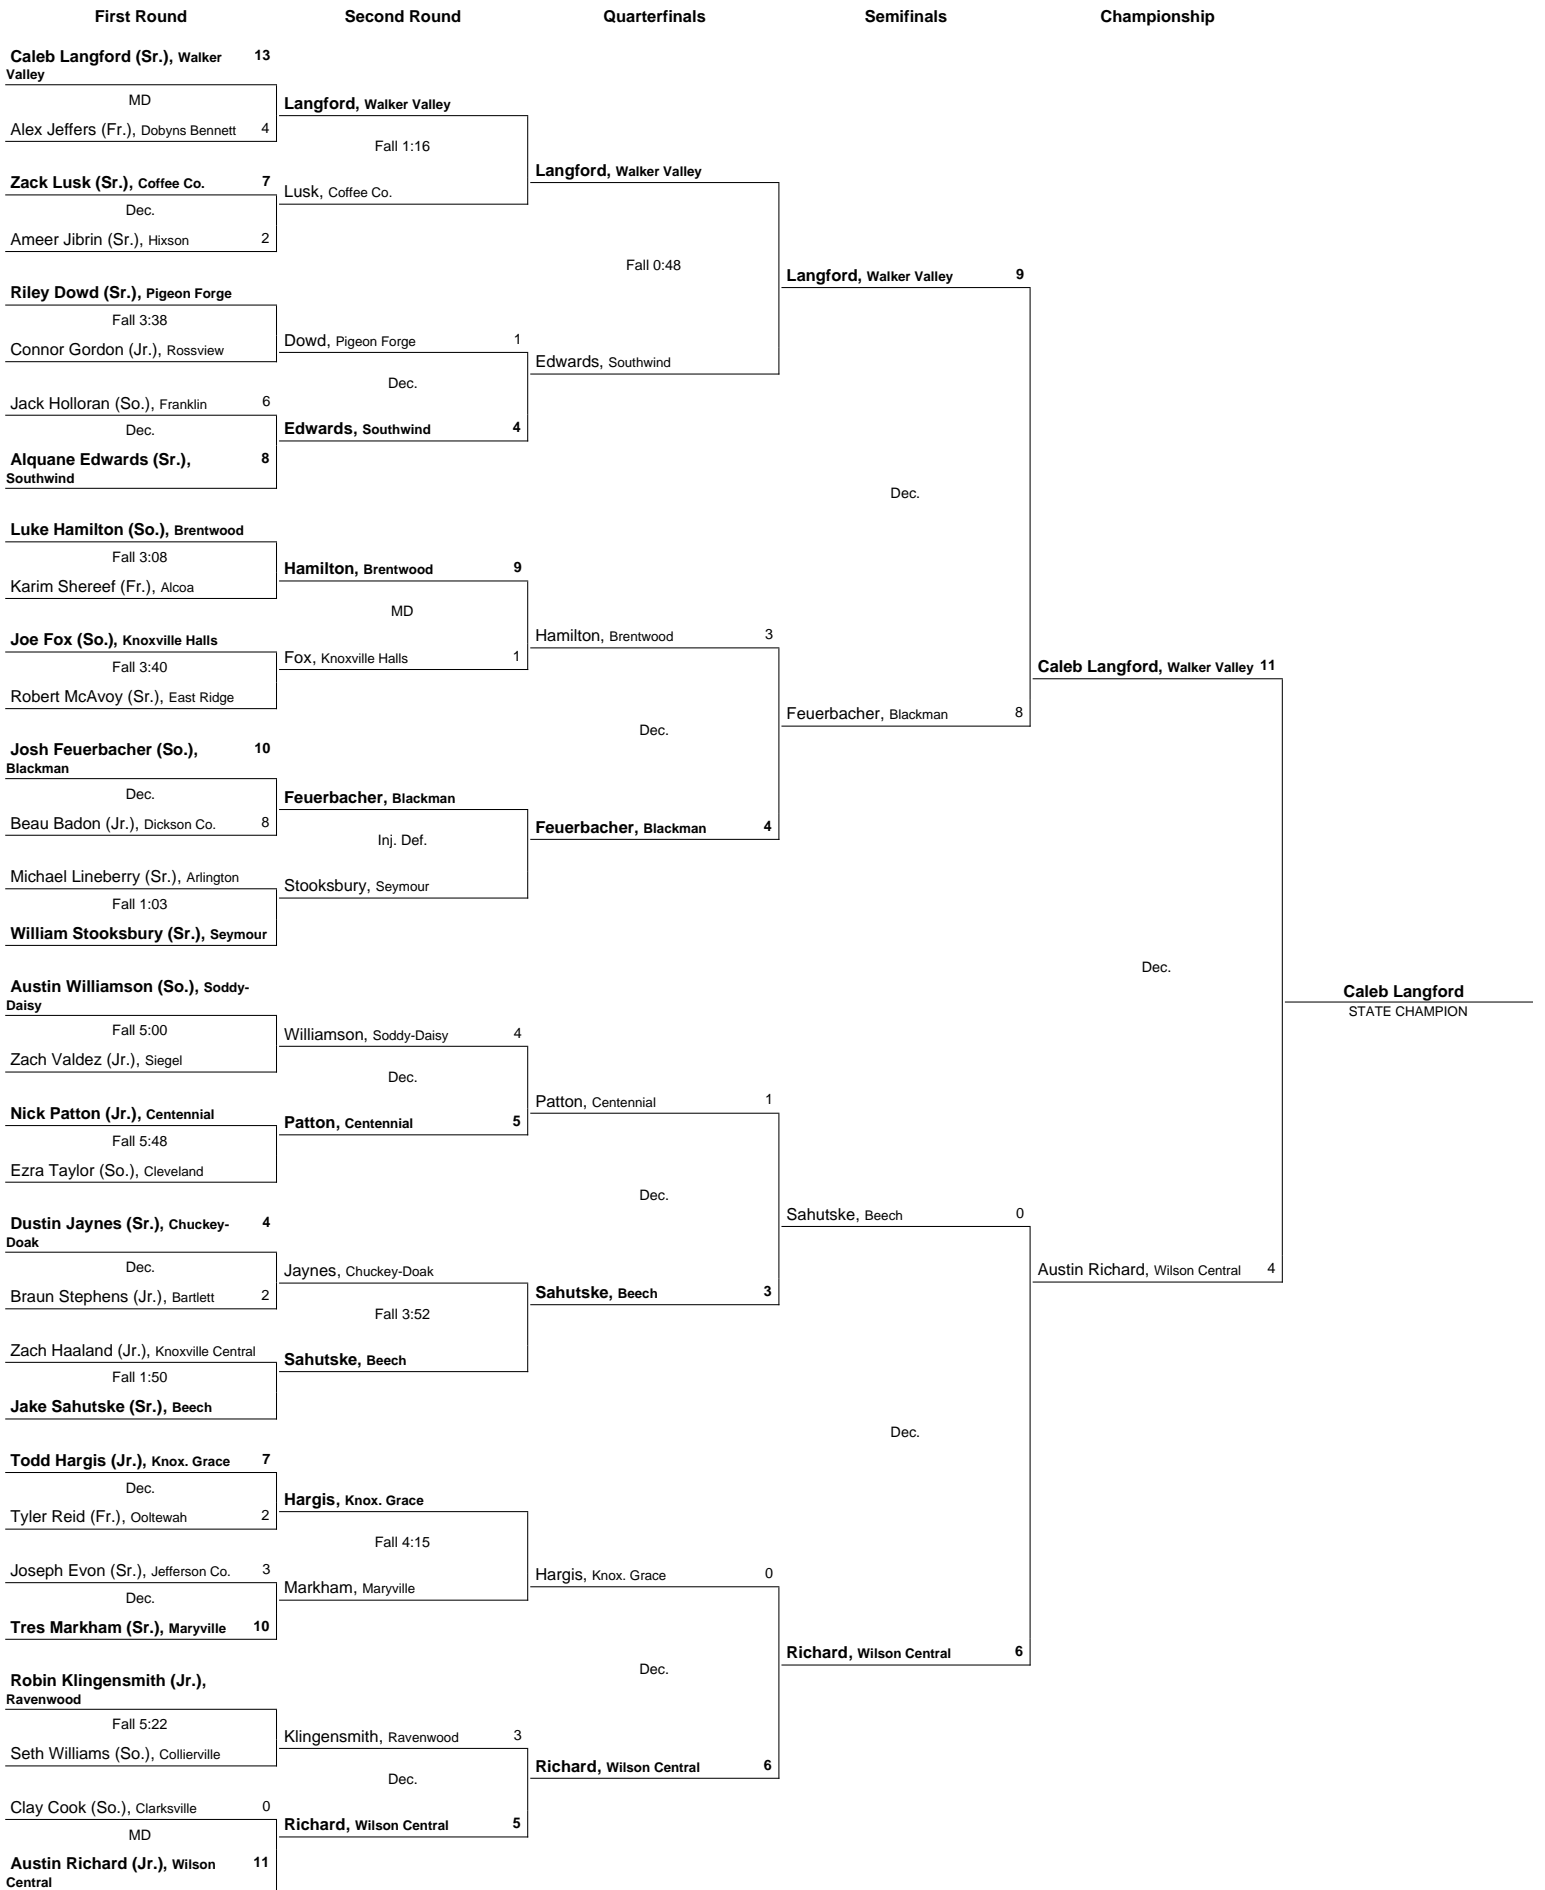 First Round Second Round Quarterfinals Semifinals Championship
Caleb Langford (Sr.), Walker 13
Valley
MD
Alex Jeffers (Fr.), Dobyns Bennett 4
Zack Lusk (Sr.), Coffee Co. 7
Dec.
Ameer Jibrin (Sr.), Hixson 2
Riley Dowd (Sr.), Pigeon Forge
Fall 3:38
Connor Gordon (Jr.), Rossview
Jack Holloran (So.), Franklin 6
Dec.
Alquane Edwards (Sr.), 8
Southwind
Luke Hamilton (So.), Brentwood
Fall 3:08
Karim Shereef (Fr.), Alcoa
Joe Fox (So.), Knoxville Halls
Fall 3:40
Robert McAvoy (Sr.), East Ridge
Josh Feuerbacher (So.), 10
Blackman
Dec.
Beau Badon (Jr.), Dickson Co. 8
Michael Lineberry (Sr.), Arlington
Fall 1:03
William Stooksbury (Sr.), Seymour
Austin Williamson (So.), Soddy-
Daisy
Fall 5:00
Zach Valdez (Jr.), Siegel
Nick Patton (Jr.), Centennial
Fall 5:48
Ezra Taylor (So.), Cleveland
Dustin Jaynes (Sr.), Chuckey- 4
Doak
Dec.
Braun Stephens (Jr.), Bartlett 2
Zach Haaland (Jr.), Knoxville Central
Fall 1:50
Jake Sahutske (Sr.), Beech
Todd Hargis (Jr.), Knox. Grace 7
Dec.
Tyler Reid (Fr.), Ooltewah 2
Joseph Evon (Sr.), Jefferson Co. 3
Dec.
Tres Markham (Sr.), Maryville 10
Robin Klingensmith (Jr.),
Ravenwood
Fall 5:22
Seth Williams (So.), Collierville
Clay Cook (So.), Clarksville 0
MD
Austin Richard (Jr.), Wilson 11
Central
Langford, Walker Valley
Fall 1:16
Lusk, Coffee Co.
Dowd, Pigeon Forge 1
Dec.
Edwards, Southwind 4
Hamilton, Brentwood 9
MD
Fox, Knoxville Halls 1
Feuerbacher, Blackman
Inj. Def.
Stooksbury, Seymour
Williamson, Soddy-Daisy 4
Dec.
Patton, Centennial 5
Jaynes, Chuckey-Doak
Fall 3:52
Sahutske, Beech
Hargis, Knox. Grace
Fall 4:15
Markham, Maryville
Klingensmith, Ravenwood 3
Dec.
Richard, Wilson Central 5
Langford, Walker Valley
Fall 0:48
Edwards, Southwind
Hamilton, Brentwood 3
Dec.
Feuerbacher, Blackman 4
Patton, Centennial 1
Dec.
Sahutske, Beech 3
Hargis, Knox. Grace 0
Dec.
Richard, Wilson Central 6
Langford, Walker Valley 9
Dec.
Feuerbacher, Blackman 8
Sahutske, Beech 0
Dec.
Richard, Wilson Central 6
Caleb Langford, Walker Valley 11
Dec.
Austin Richard, Wilson Central 4
Caleb Langford
STATE CHAMPION